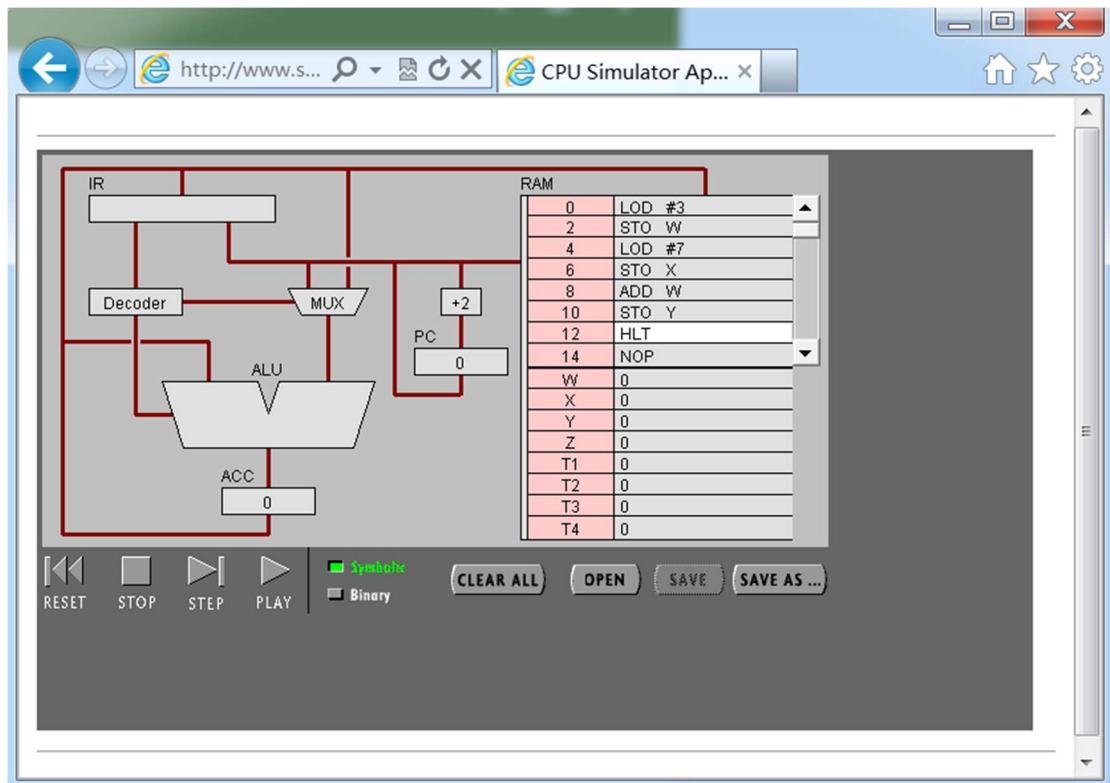 http://www.s...
CPU Simulator Ap...
IR
RAM
0 LOD #3
2 STO W
4 LOD #7
6 STO X
8 ADD W
10 STO Y
12 HLT
14 NOP
W 0
X 0
Y 0
Z 0
T1 0
T2 0
T3 0
T4 0
Decoder
MUX
+2
PC
0
ALU
ACC
0
RESET
STOP
STEP
PLAY
Symbolic
Binary
CLEAR ALL
OPEN
SAVE
SAVE AS ...